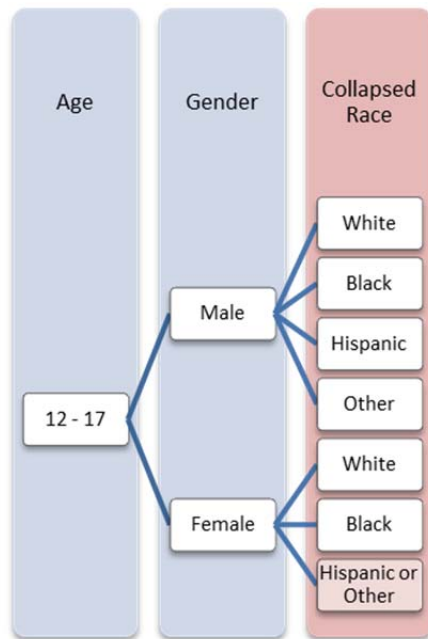 Age
Gender
Collapsed
Race
White
Black
Male
Hispanic
Other
12 - 17
White
Female
Black
Hispanic or
Other